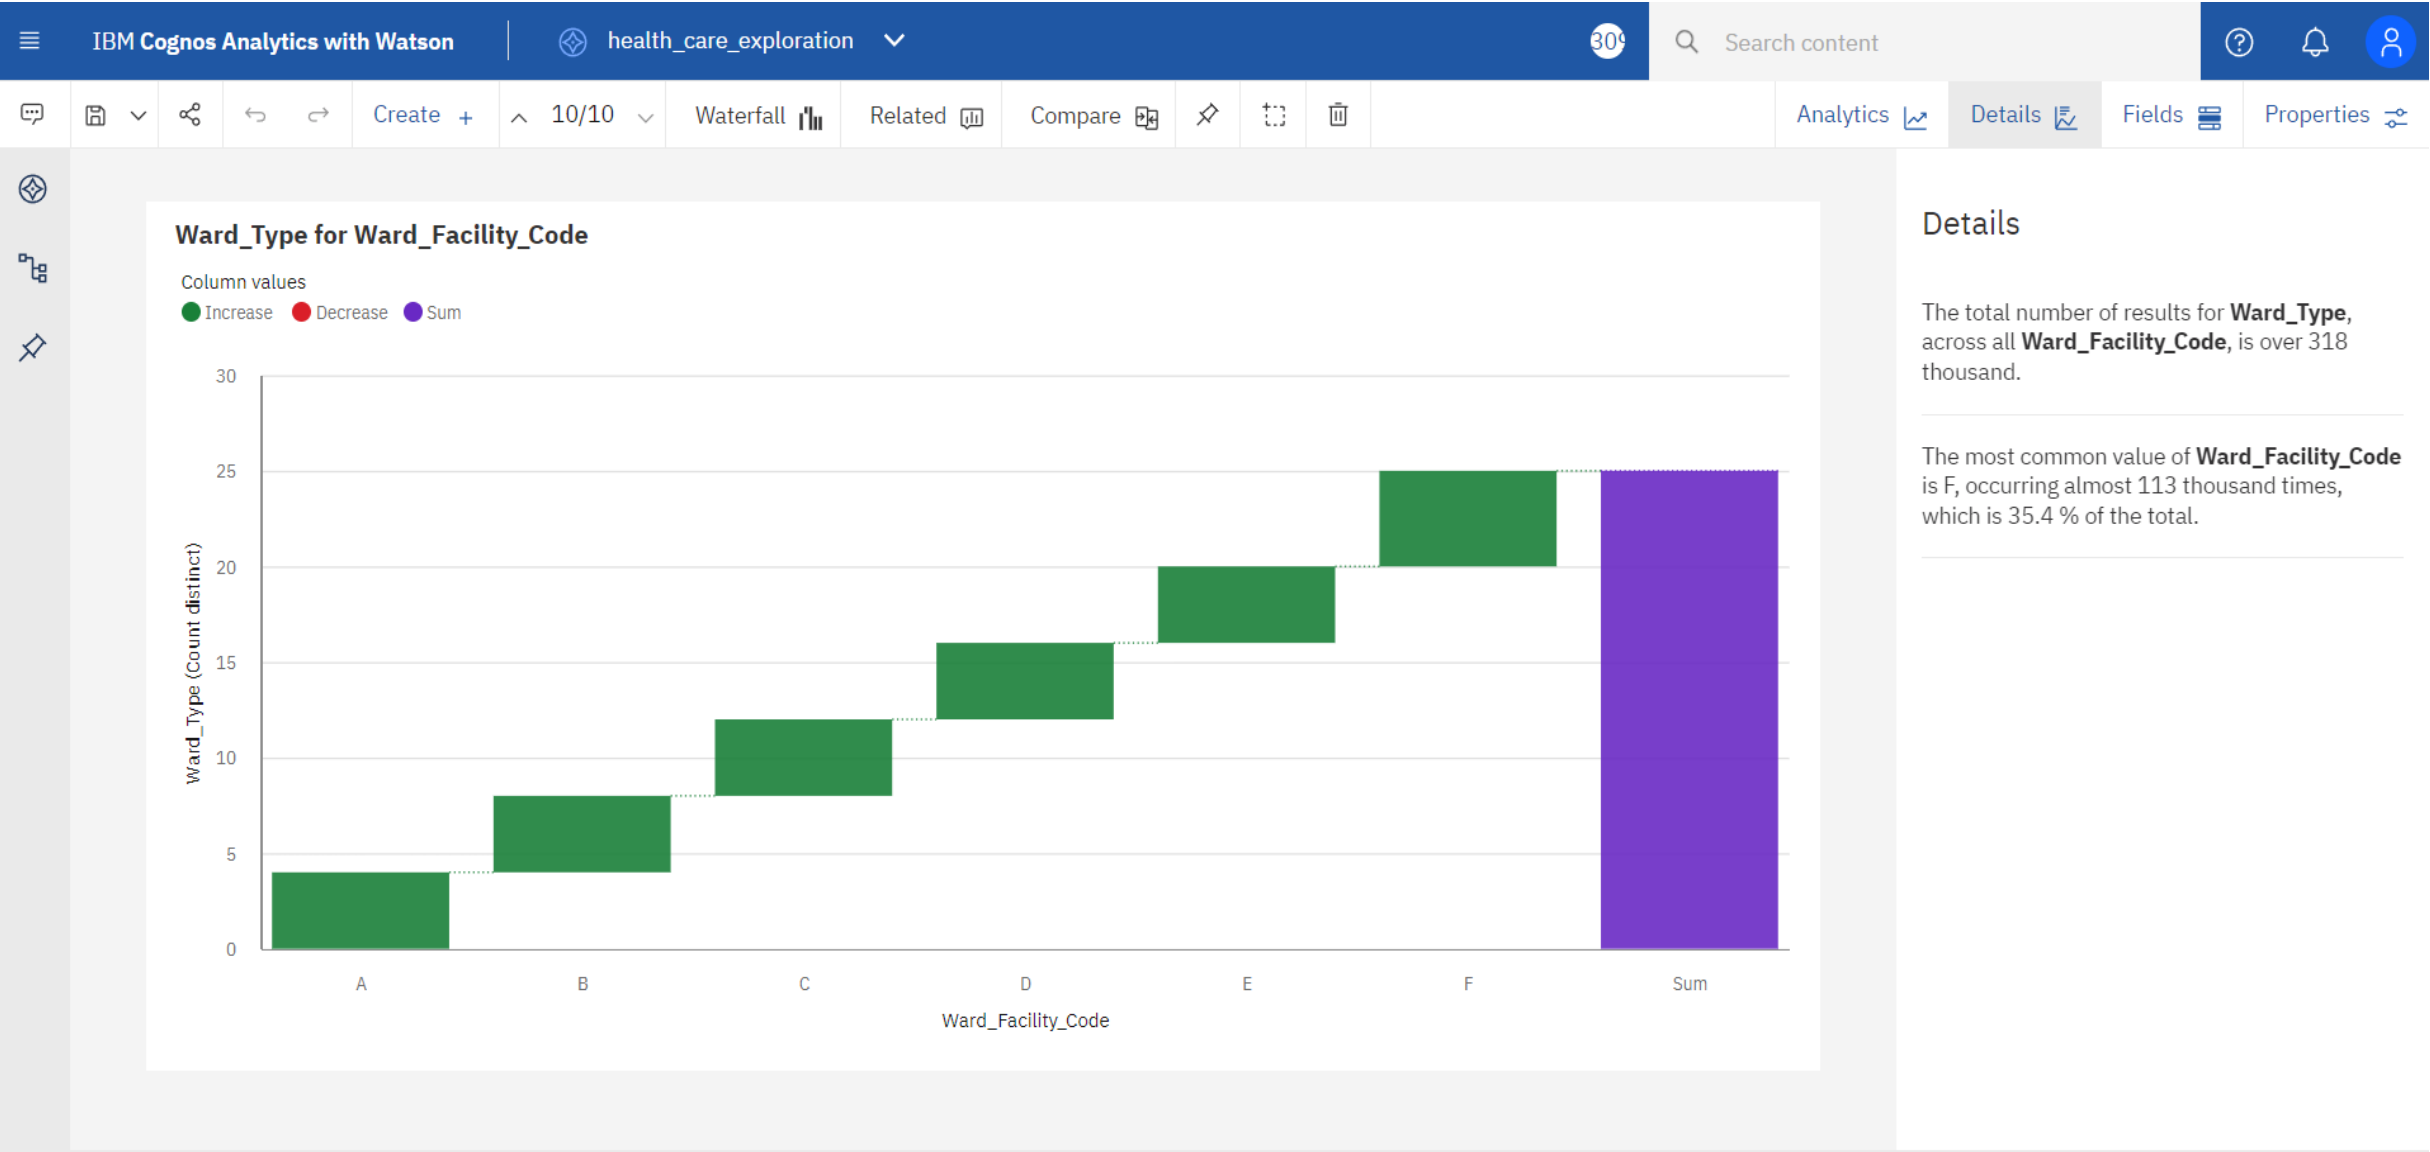 IBM Cognos Analytics with Watson
health_care_exploration
Search content
Create +
10/10
Waterfall
Related
Compare
Analytics
Details
Fields
Properties
Ward_Type for Ward_Facility_Code
Column values
Increase Decrease Sum
30
25
20
15
10
5
0
Ward_Type (Count distinct)
A B C D E F Sum
Ward_Facility_Code
Details
The total number of results for Ward_Type,
across all Ward_Facility_Code, is over 318
thousand.
The most common value of Ward_Facility_Code
is F, occurring almost 113 thousand times,
which is 35.4 % of the total.